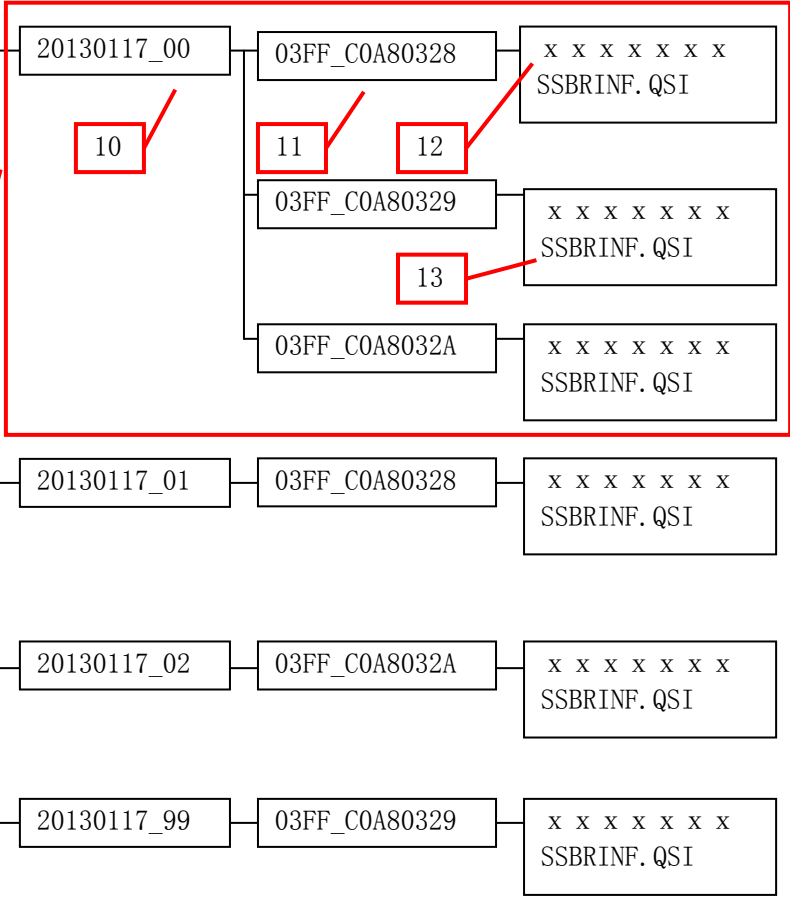 20130117_00
03FF_C0A80328
x x x x x x x
SSBRINF.QSI
10
11
12
03FF_C0A80329
x x x x x x x
SSBRINF.QSI
13
03FF_C0A8032A
x x x x x x x
SSBRINF.QSI
20130117_01
03FF_C0A80328
x x x x x x x
SSBRINF.QSI
20130117_02
03FF_C0A8032A
x x x x x x x
SSBRINF.QSI
20130117_99
03FF_C0A80329
x x x x x x x
SSBRINF.QSI